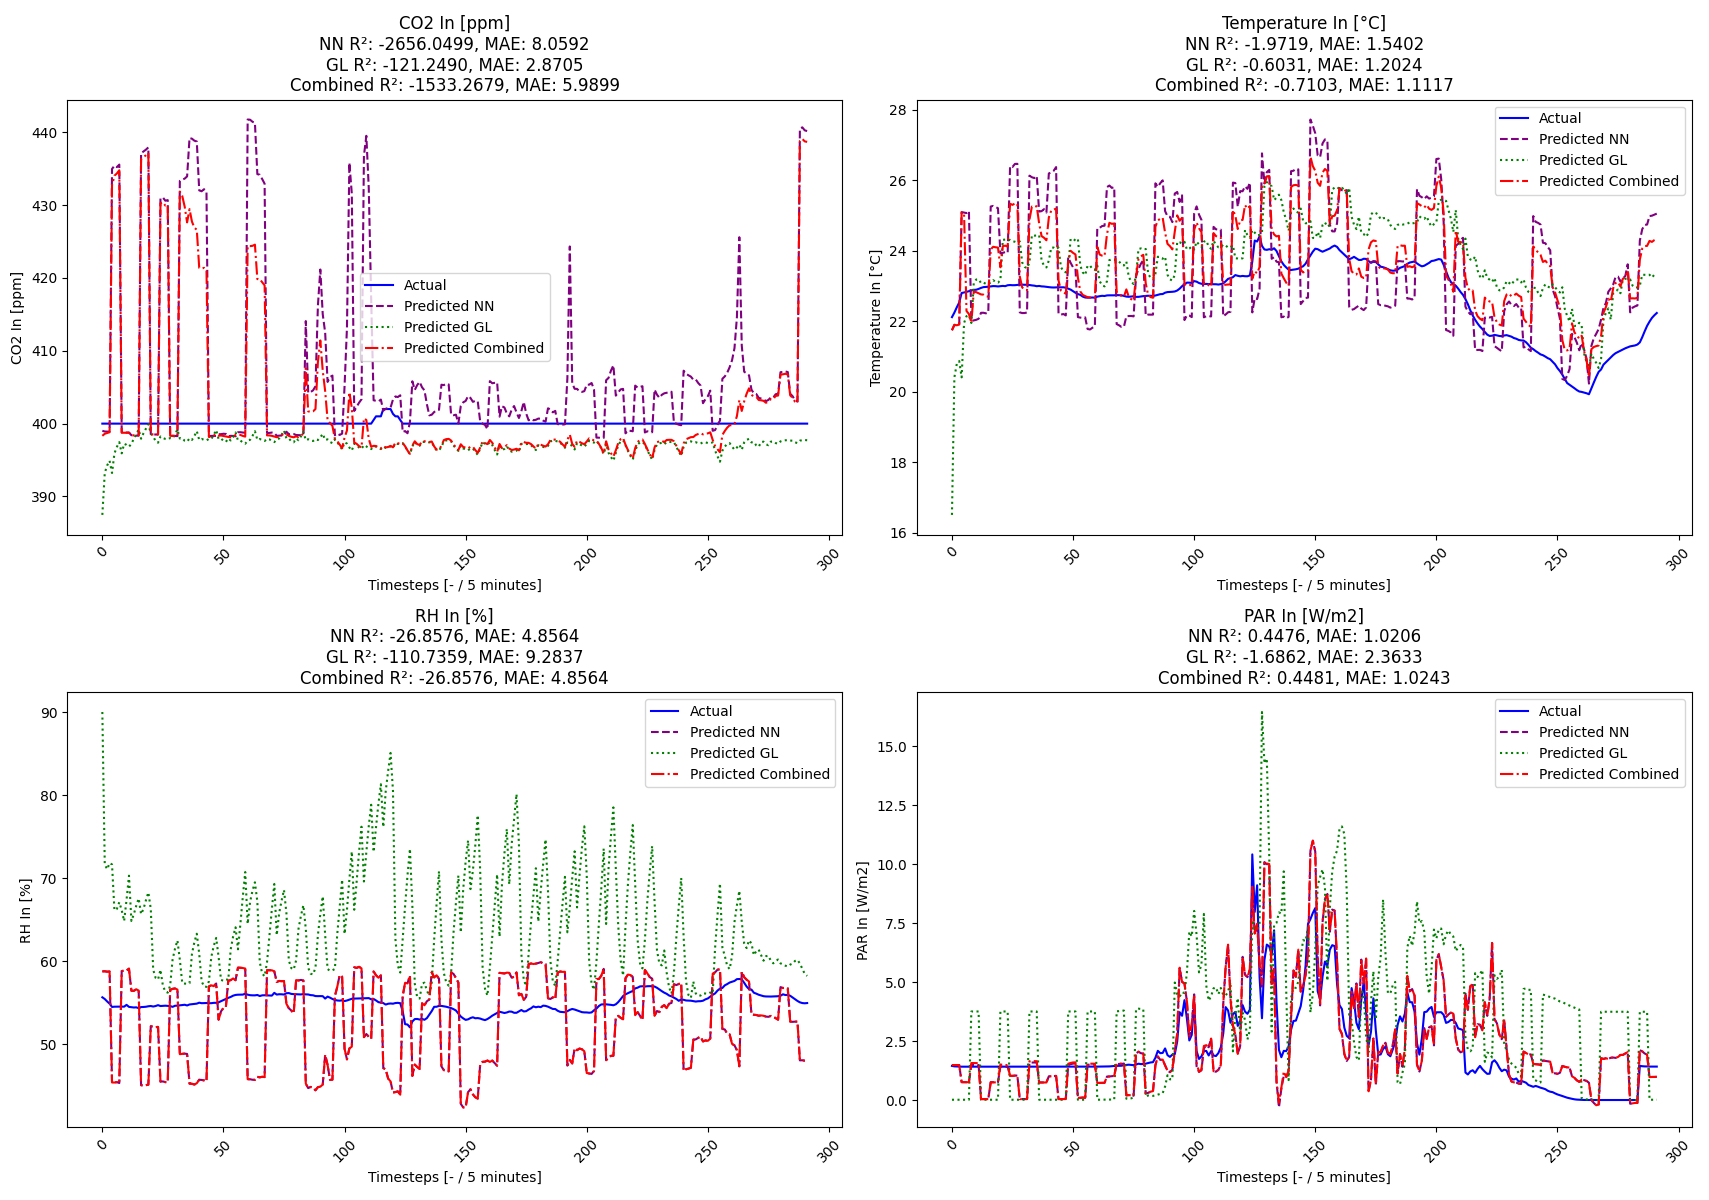 CO2 In [ppm]
NN R²: -2656.0499, MAE: 8.0592
GL R²: -121.2490, MAE: 2.8705
Combined R²: -1533.2679, MAE: 5.9899
440
430
420
410
400
390
CO2 In [ppm]
Actual
Predicted NN
Predicted GL
Predicted Combined
0
50
100
150
200
250
300
Timesteps [- / 5 minutes]
Temperature In [°C]
NN R²: -1.9719, MAE: 1.5402
GL R²: -0.6031, MAE: 1.2024
Combined R²: -0.7103, MAE: 1.1117
28
26
24
22
20
18
16
Temperature In [°C]
Actual
Predicted NN
Predicted GL
Predicted Combined
0
50
100
150
200
250
300
Timesteps [- / 5 minutes]
RH In [%]
NN R²: -26.8576, MAE: 4.8564
GL R²: -110.7359, MAE: 9.2837
Combined R²: -26.8576, MAE: 4.8564
90
80
70
60
50
RH In [%]
Actual
Predicted NN
Predicted GL
Predicted Combined
0
50
100
150
200
250
300
Timesteps [- / 5 minutes]
PAR In [W/m2]
NN R²: 0.4476, MAE: 1.0206
GL R²: -1.6862, MAE: 2.3633
Combined R²: 0.4481, MAE: 1.0243
15.0
12.5
10.0
7.5
5.0
2.5
0.0
PAR In [W/m2]
Actual
Predicted NN
Predicted GL
Predicted Combined
0
50
100
150
200
250
300
Timesteps [- / 5 minutes]